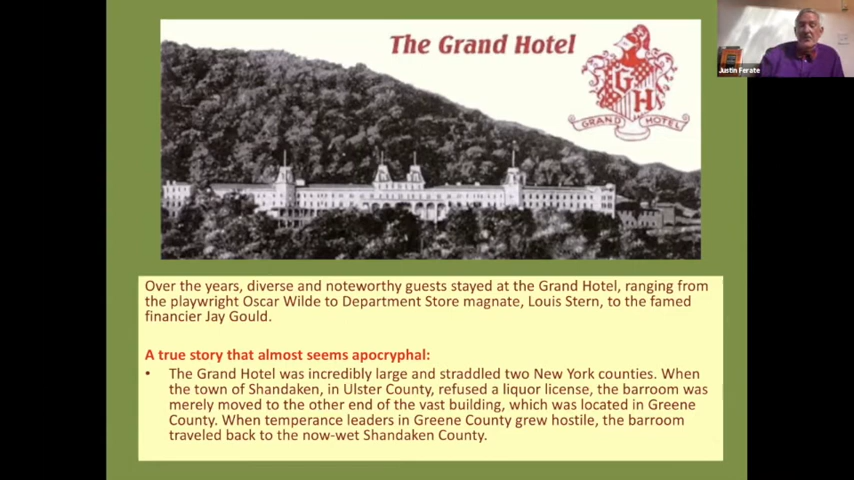 The Grand Hotel
GH
GRAND HOTEL
Justin Ferate
Over the years, diverse and noteworthy guests stayed at the Grand Hotel, ranging from
the playwright Oscar Wilde to Department Store magnate, Louis Stern, to the famed
financier Jay Gould.
A true story that almost seems apocryphal:
• The Grand Hotel was incredibly large and straddled two New York counties. When
the town of Shandaken, in Ulster County, refused a liquor license, the barroom was
merely moved to the other end of the vast building, which was located in Greene
County. When temperance leaders in Greene County grew hostile, the barroom
traveled back to the now-wet Shandaken County.